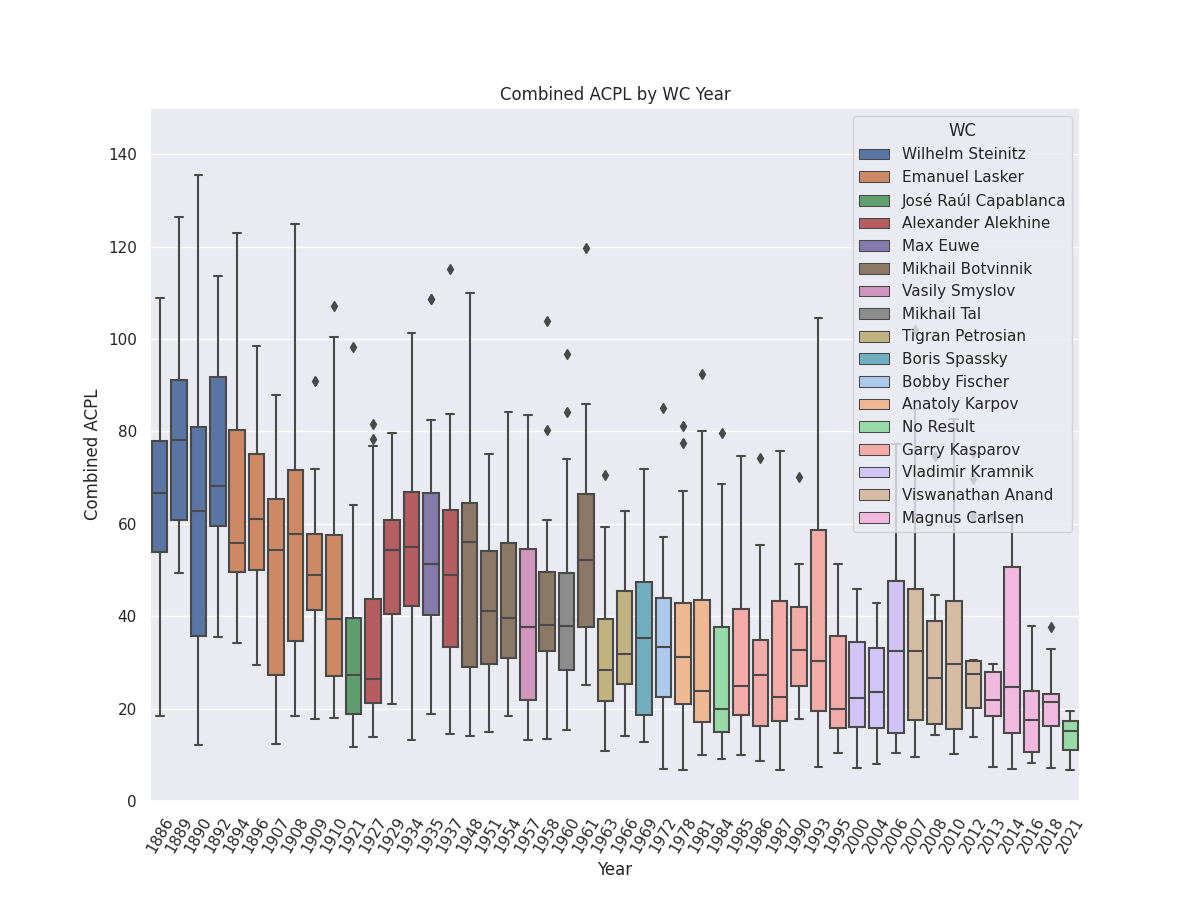 Combined ACPL by WC Year
WC
Wilhelm Steinitz
Emanuel Lasker
José Raúl Capablanca
Alexander Alekhine
Max Euwe
Mikhail Botvinnik
Vasily Smyslov
Mikhail Tal
Tigran Petrosian
Boris Spassky
Bobby Fischer
Anatoly Karpov
No Result
Garry Kasparov
Vladimir Kramnik
Viswanathan Anand
Magnus Carlsen
Combined ACPL
140
120
100
80
60
40
20
0
1886
1889
1890
1892
1894
1896
1907
1908
1909
1910
1921
1927
1929
1934
1935
1937
1948
1951
1954
1957
1958
1960
1961
1963
1966
1969
1972
1978
1981
1984
1985
1986
1987
1990
1993
1995
2000
2004
2006
2007
2008
2010
2012
2013
2014
2016
2018
2021
Year